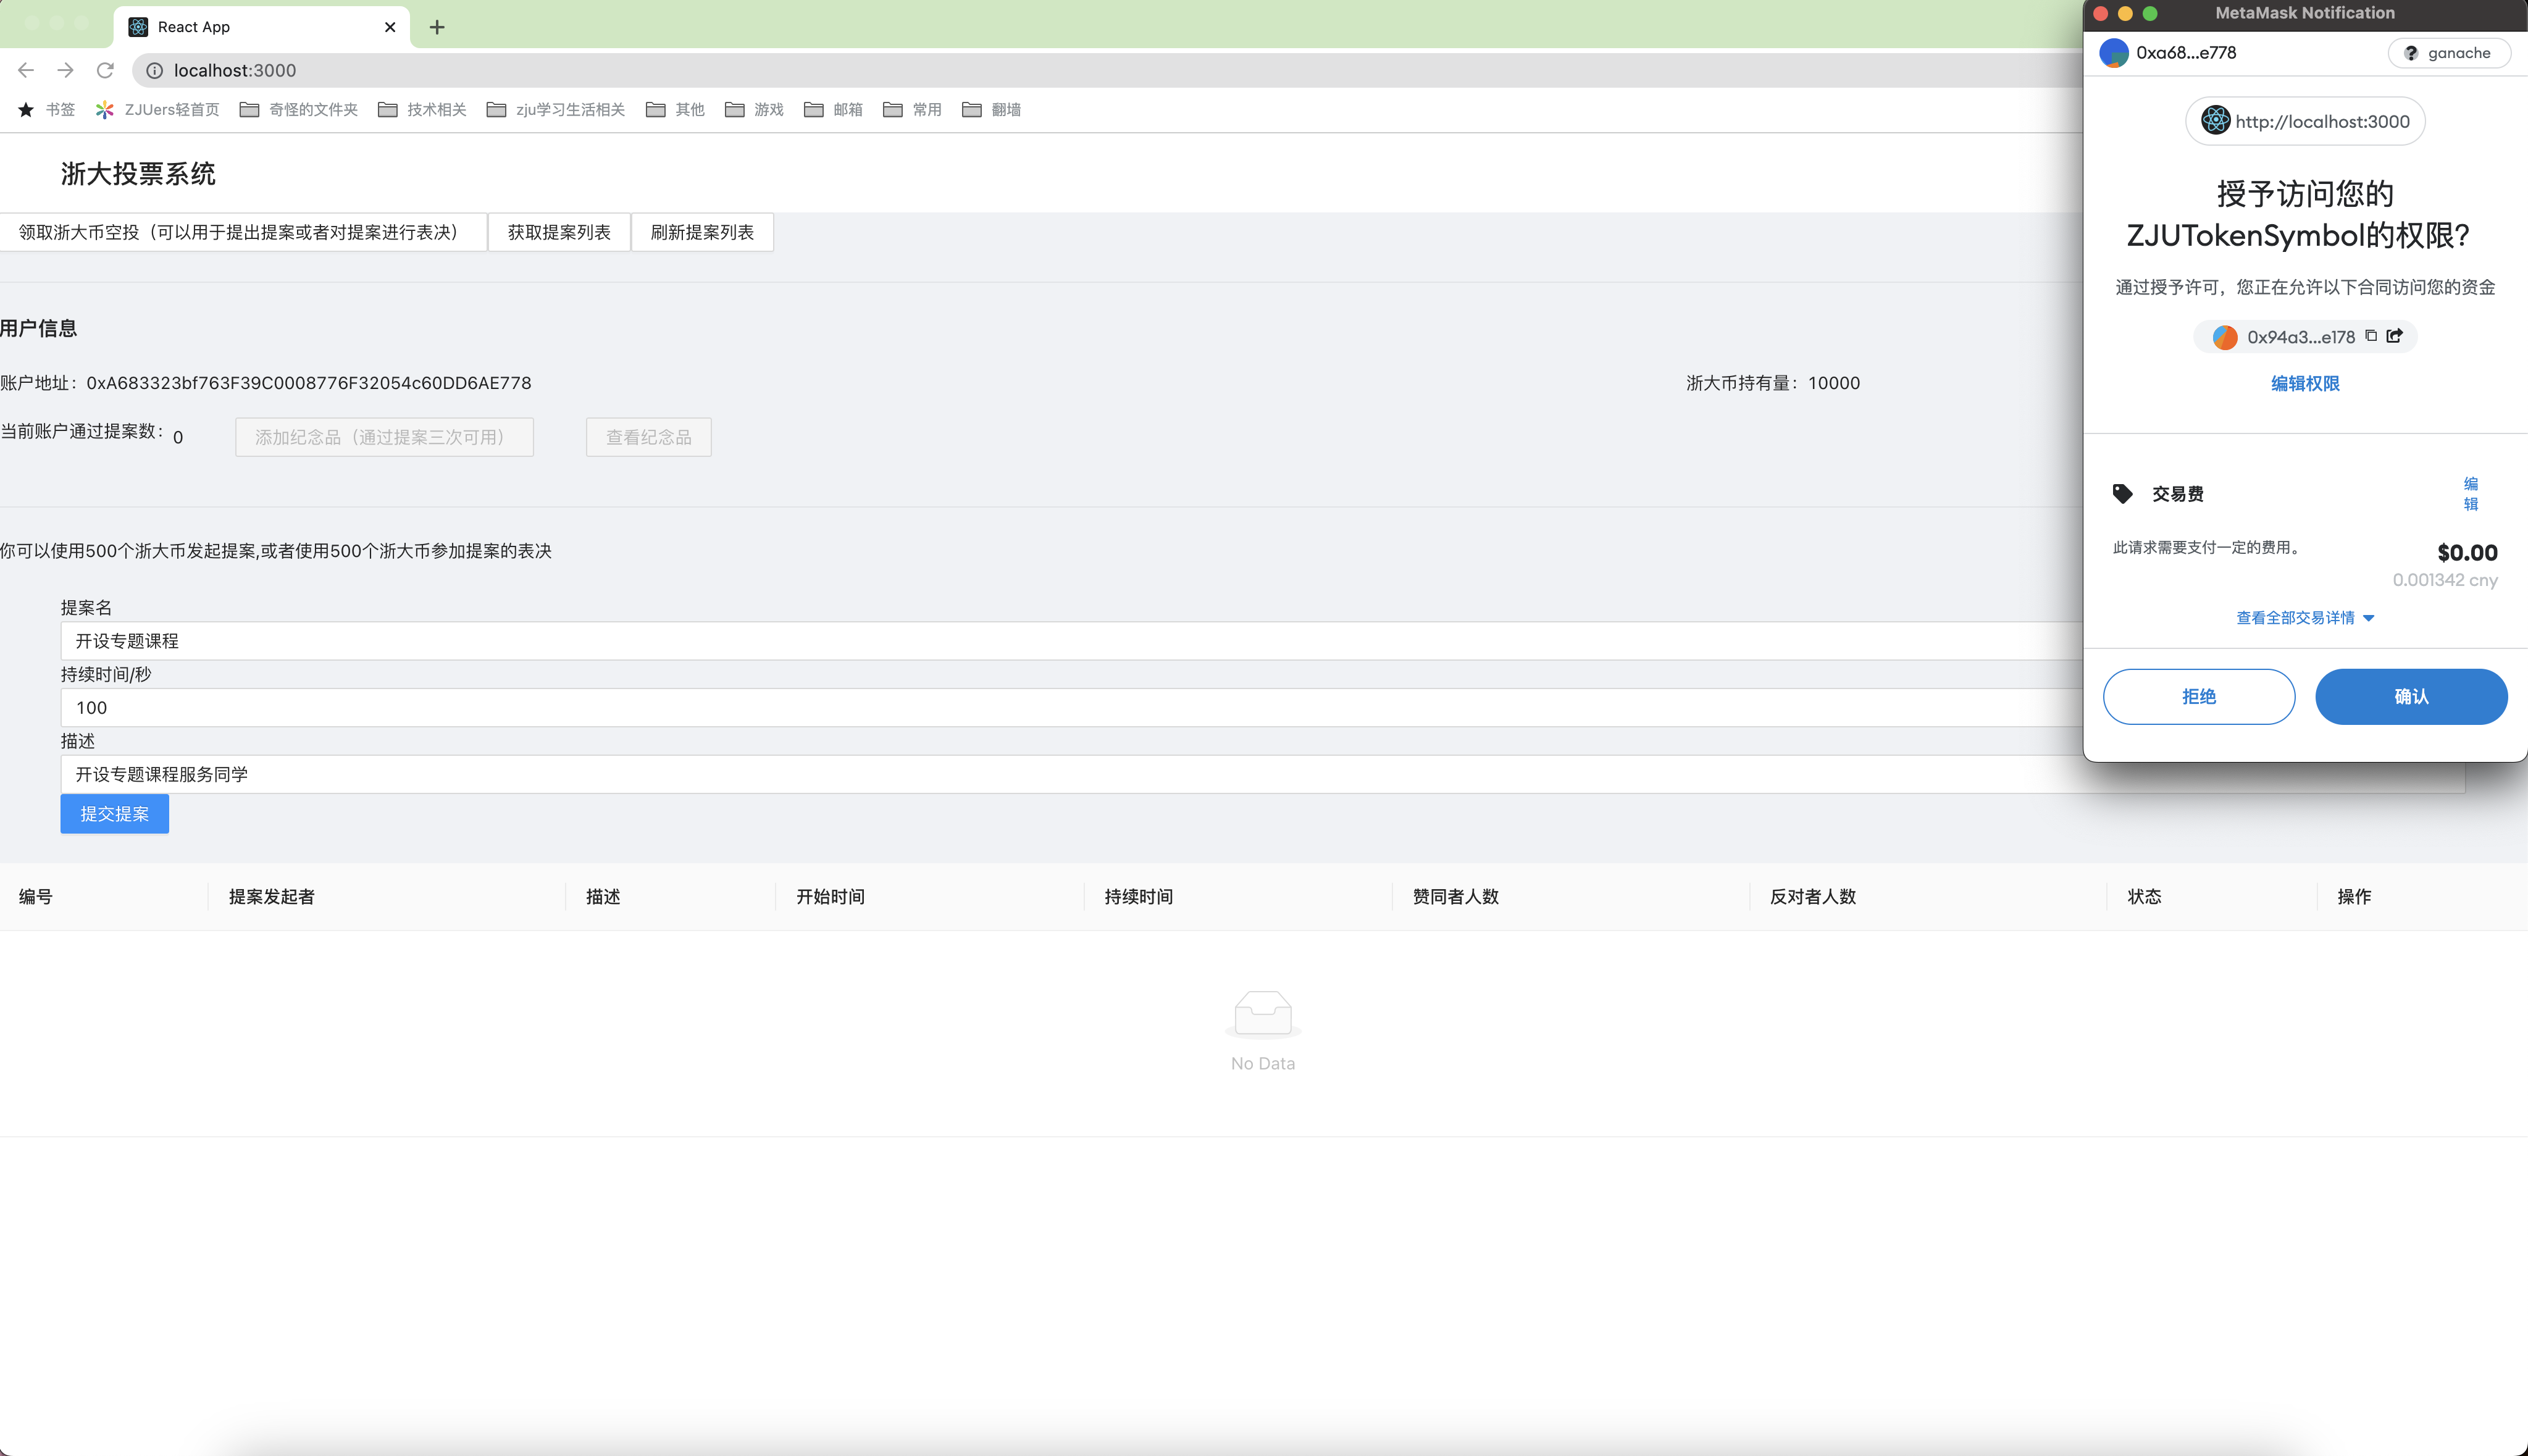 React App
localhost:3000
书签 ZJUers轻首页 奇怪的文件夹 技术相关 zju学习生活相关 其他 游戏 邮箱 常用 翻墙
浙大投票系统
领取浙大币空投（可以用于提出提案或者对提案进行表决） 获取提案列表 刷新提案列表
用户信息
账户地址：0xA683323bf763F39C0008776F32054c60DD6AE778 浙大币持有量：10000
当前账户通过提案数：0 添加纪念品（通过提案三次可用） 查看纪念品
你可以使用500个浙大币发起提案,或者使用500个浙大币参加提案的表决
提案名
开设专题课程
持续时间/秒
100
描述
开设专题课程服务同学
提交提案
编号 提案发起者 描述 开始时间 持续时间 赞同者人数 反对者人数 状态 操作
No Data
MetaMask Notification
0xa68...e778 ? ganache
http://localhost:3000
授予访问您的
ZJUTokenSymbol的权限?
通过授予许可，您正在允许以下合同访问您的资金
0x94a3...e178
编辑权限
交易费
编
辑
此请求需要支付一定的费用。 $0.00
0.001342 cny
查看全部交易详情
拒绝 确认